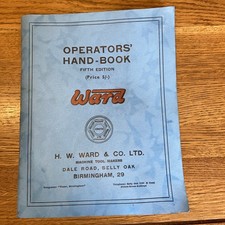 OPERATORS'
HAND-BOOK
FIFTH EDITION
(Price 5/-)
Ward
H. W. WARD & CO. LTD.
MACHINE TOOL MAKERS
DALE ROAD, SELLY OAK
BIRMINGHAM, 29